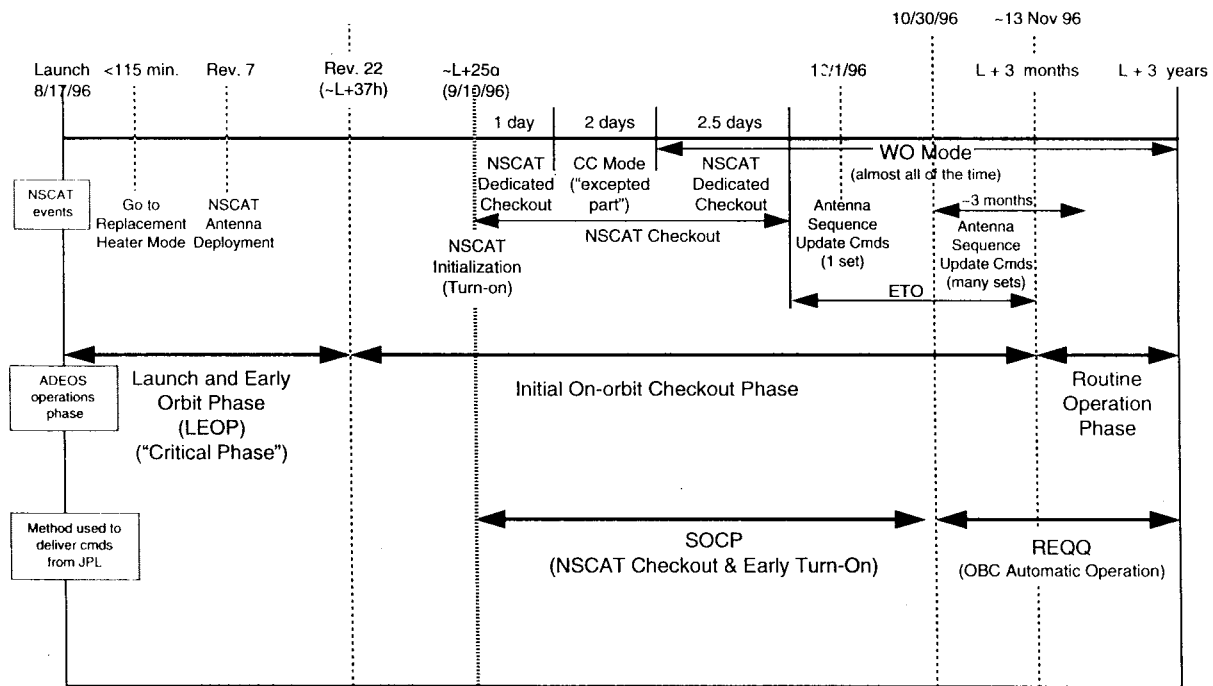 10/30/96
~13 Nov 96
Launch
8/17/96
<115 min.
Rev. 7
Rev. 22
(~L+37h)
~L+25d
L + 3 months
L + 3 years
1 day
2 days
2.5 days
WO Mode
(almost all of the time)
NSCAT
events
Go to
Replacement
Heater Mode
NSCAT
Antenna
Deployment
NSCAT
Dedicated
Checkout
CC Mode
("excepted
part")
NSCAT
Dedicated
Checkout
NSCAT Checkout
NSCAT
Initialization
(Turn-on)
Antenna
Sequence
Update Cmds
(1 set)
~3 months
Antenna
Sequence
Update Cmds
(many sets)
ETO
ADEOS
operations
phase
Launch and Early
Orbit Phase
(LEOP)
("Critical Phase")
Initial On-orbit Checkout Phase
Routine
Operation
Phase
Method used to
deliver cmds
from JPL
SOCP
(NSCAT Checkout & Early Turn-On)
REQQ
(OBC Automatic Operation)